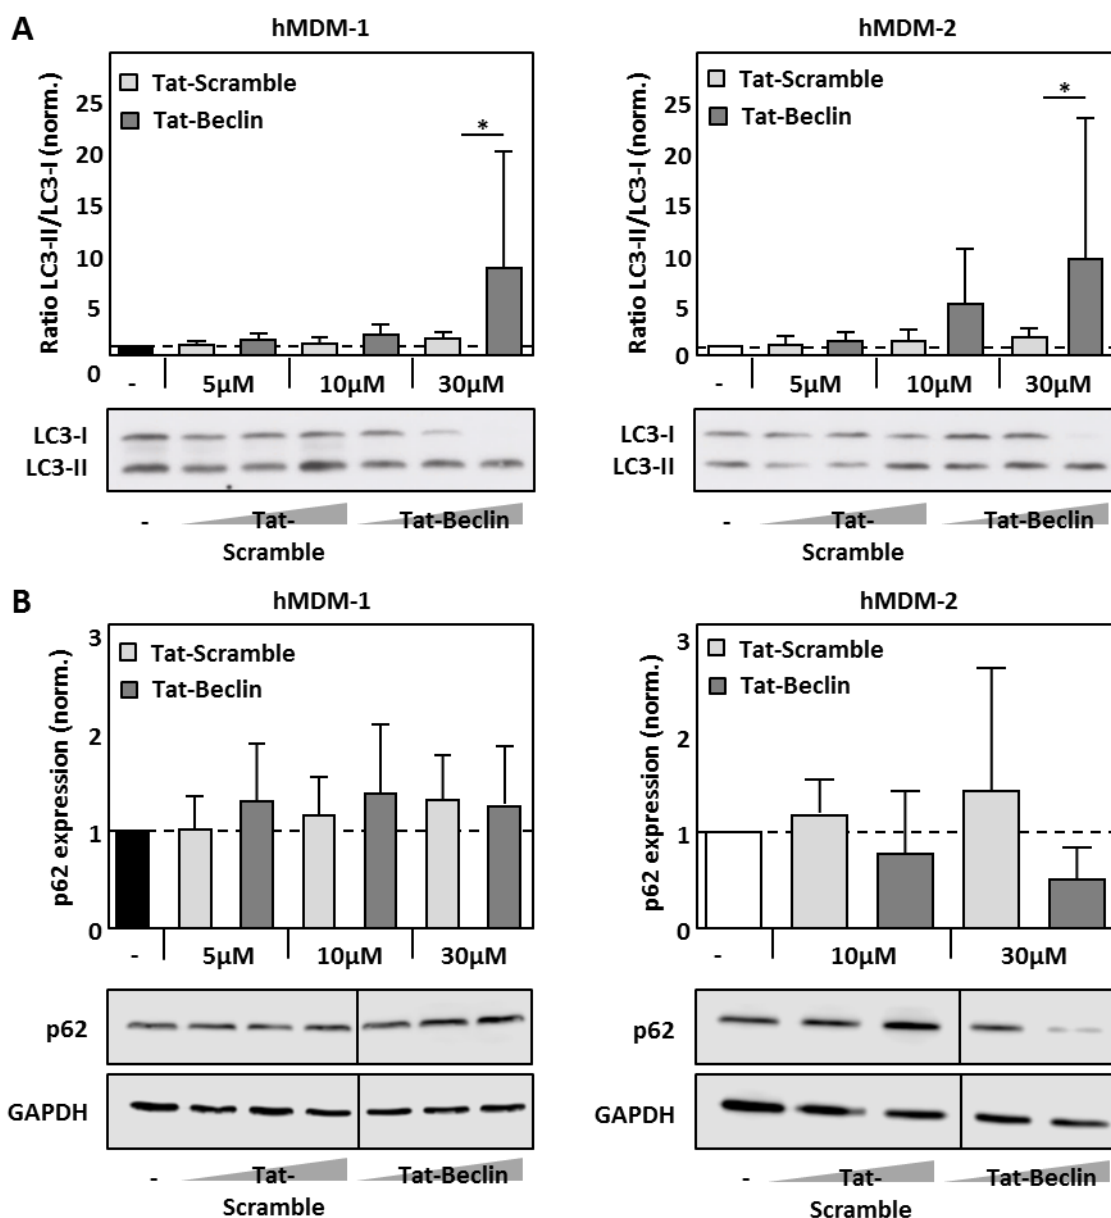 A
hMDM-1
hMDM-2
Ratio LC3-II/LC3-I (norm.)
25
20
15
10
5
0
Tat-Scramble
Tat-Beclin
*
- 5µM 10µM 30µM
Ratio LC3-II/LC3-I (norm.)
25
20
15
10
5
0
Tat-Scramble
Tat-Beclin
*
- 5µM 10µM 30µM
LC3-I
LC3-II
- Tat- Tat-Beclin
Scramble
LC3-I
LC3-II
- Tat- Tat-Beclin
Scramble
B
hMDM-1
hMDM-2
p62 expression (norm.)
3
2
1
0
Tat-Scramble
Tat-Beclin
- 5µM 10µM 30µM
p62 expression (norm.)
3
2
1
0
Tat-Scramble
Tat-Beclin
- 10µM 30µM
p62
GAPDH
- Tat- Tat-Beclin
Scramble
p62
GAPDH
- Tat- Tat-Beclin
Scramble